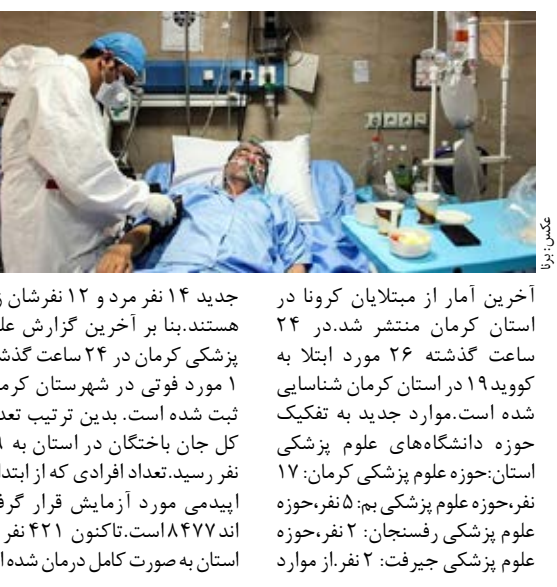 عکس: برنا
آخرین آمار از مبتلایان کرونا در
استان کرمان منتشر شد.در ۲۴
ساعت گذشته ۲۶ مورد ابتلا به
کووید۱۹ در استان کرمان شناسایی
شده است.موارد جدید به تفکیک
حوزه دانشگاه‌های علوم پزشکی
استان:حوزه علوم پزشکی کرمان: ۱۷
نفر،حوزه علوم پزشکی بم: ۵ نفر،حوزه
علوم پزشکی رفسنجان: ۲ نفر،حوزه
علوم پزشکی جیرفت: ۲ نفر.از موارد
جدید ۱۴ نفر مرد و ۱۲ نفرشان
هستند.بنا بر آخرین گزارش
پزشکی کرمان در ۲۴ ساعت
۱ مورد فوتی در شهرستان
ثبت شده است. بدین ترتیب
کل جان باختگان در استان به
نفر رسید.تعداد افرادی که از
اپیدمی مورد آزمایش قرار
اند۸۴۷۷است.تاکنون ۴۲۱ نفر
استان به صورت کامل درمان شده